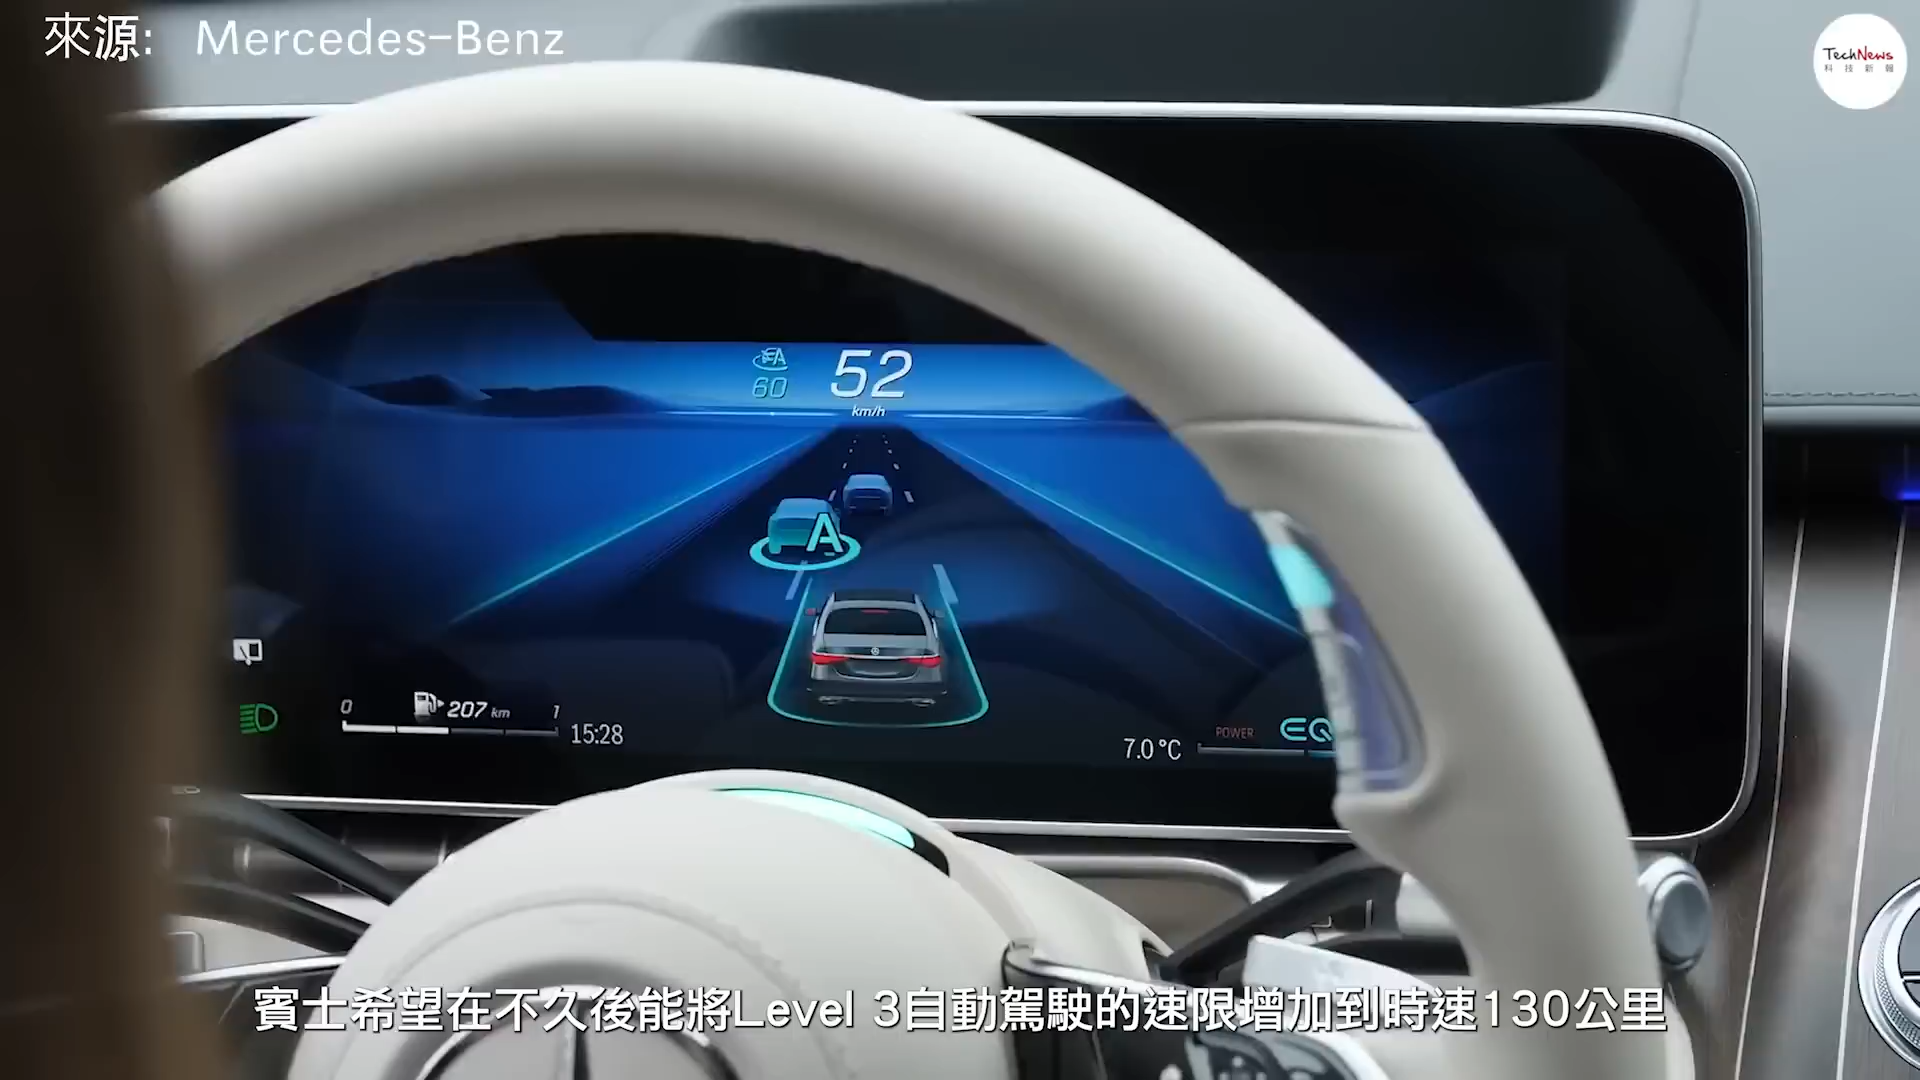 來源: Mercedes-Benz
TechNews
科技新報
A
60
52
km/h
A
0
207 km
1
15:28
7.0°C
POWER
EQ
賓士希望在不久後能將Level 3自動駕駛的速限增加到時速130公里